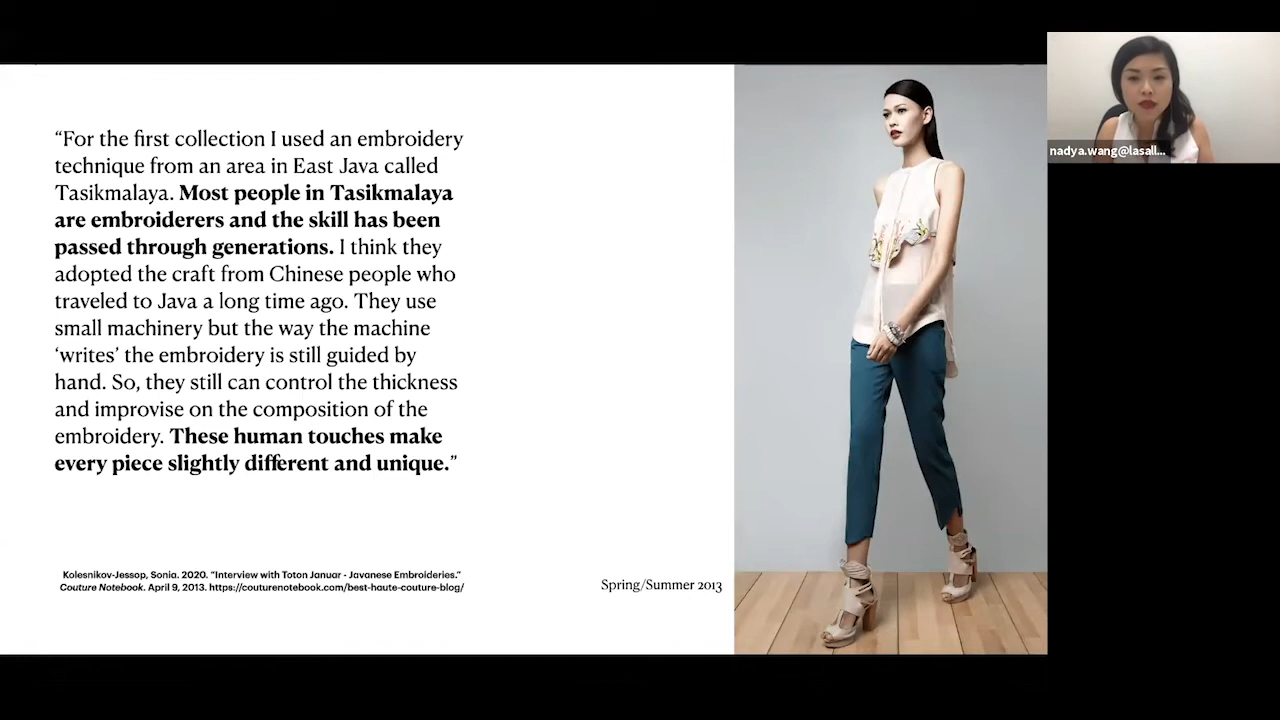 “For the first collection I used an embroidery
technique from an area in East Java called
Tasikmalaya. Most people in Tasikmalaya
are embroiderers and the skill has been
passed through generations. I think they
adopted the craft from Chinese people who
traveled to Java a long time ago. They use
small machinery but the way the machine
‘writes’ the embroidery is still guided by
hand. So, they still can control the thickness
and improvise on the composition of the
embroidery. These human touches make
every piece slightly different and unique.”
Kolesnikov-Jessop, Sonia. 2020. “Interview with Toton Januar - Javanese Embroideries.”
Couture Notebook. April 9, 2013. https://couturenotebook.com/best-haute-couture-blog/
Spring/Summer 2013
nadya.wang@lasall...